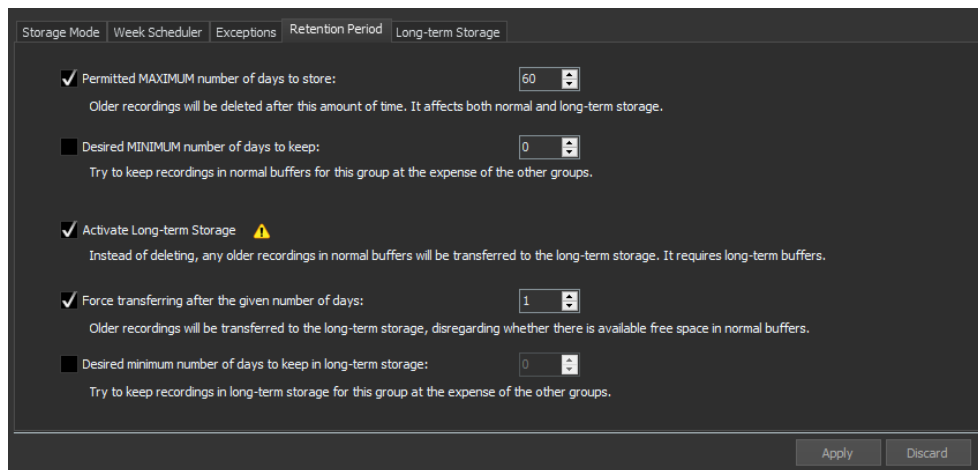 Storage Mode Week Scheduler Exceptions Retention Period Long-term Storage
Permitted MAXIMUM number of days to store: 60
Older recordings will be deleted after this amount of time. It affects both normal and long-term storage.
Desired MINIMUM number of days to keep: 0
Try to keep recordings in normal buffers for this group at the expense of the other groups.
Activate Long-term Storage
Instead of deleting, any older recordings in normal buffers will be transferred to the long-term storage. It requires long-term buffers.
Force transferring after the given number of days: 1
Older recordings will be transferred to the long-term storage, disregarding whether there is available free space in normal buffers.
Desired minimum number of days to keep in long-term storage: 0
Try to keep recordings in long-term storage for this group at the expense of the other groups.
Apply Discard